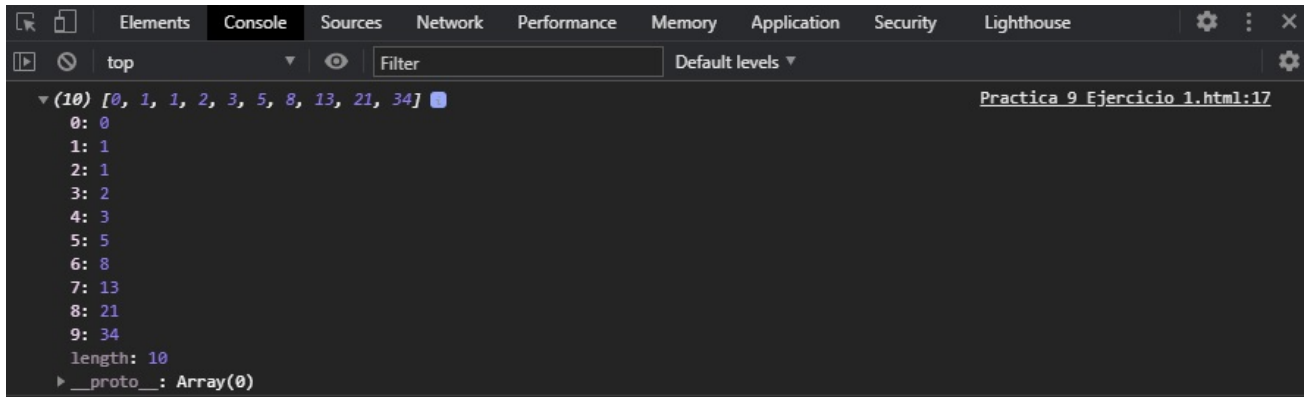 Elements Console Sources Network Performance Memory Application Security Lighthouse
top Filter Default levels
(10) [0, 1, 1, 2, 3, 5, 8, 13, 21, 34] Practica 9 Ejercicio 1.html:17
0: 0
1: 1
2: 1
3: 2
4: 3
5: 5
6: 8
7: 13
8: 21
9: 34
length: 10
__proto__: Array(0)